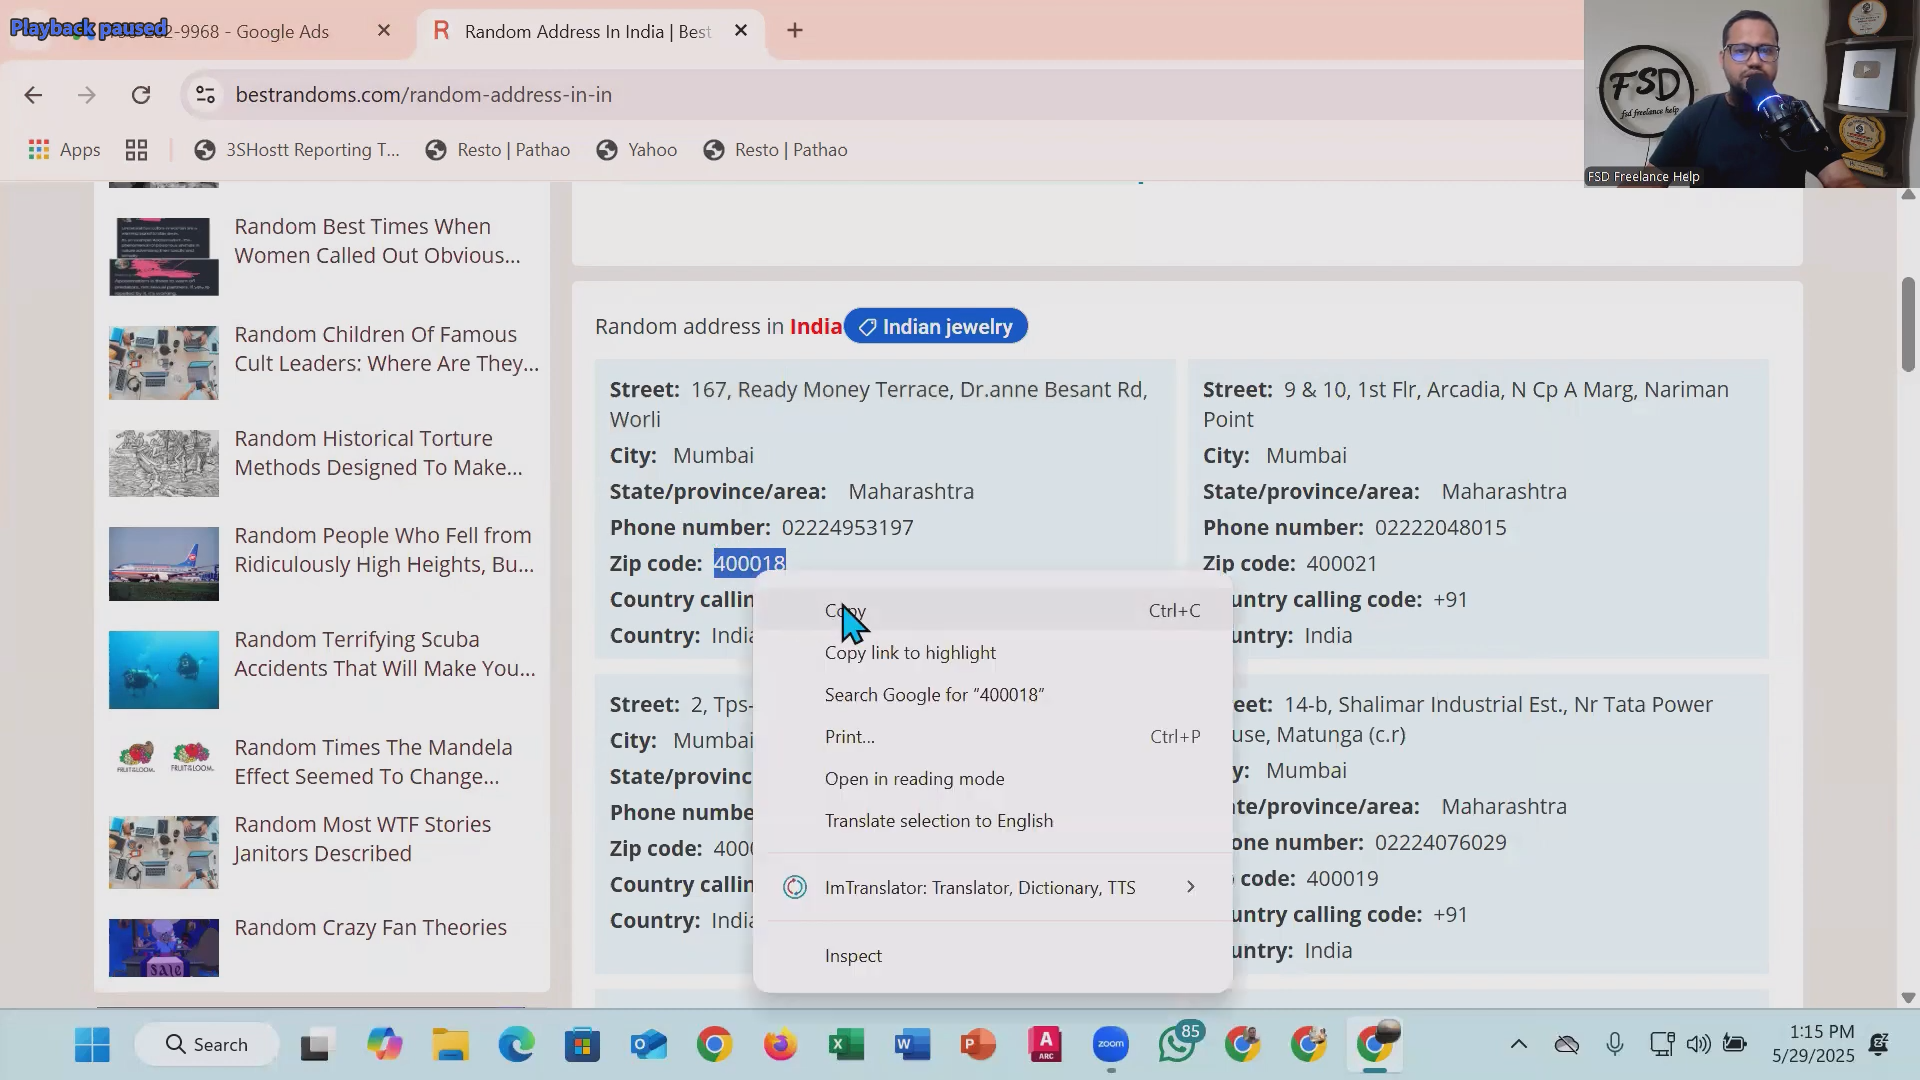 Playback paused
2-9968 - Google Ads
Random Address In India | Best
bestrandoms.com/random-address-in-in
Apps
3SHostt Reporting T...
Resto | Pathao
Yahoo
Resto | Pathao
FSD
fsd freelance help
FSD Freelance Help
Random Best Times When
Women Called Out Obvious...
Random Children Of Famous
Cult Leaders: Where Are They...
Random Historical Torture
Methods Designed To Make...
Random People Who Fell from
Ridiculously High Heights, Bu...
Random Terrifying Scuba
Accidents That Will Make You...
FRUIT OF THE LOOM.
FRUIT OF THE LOOM.
Random Times The Mandela
Effect Seemed To Change...
Random Most WTF Stories
Janitors Described
SALE
Random Crazy Fan Theories
Random address in India
Indian jewelry
Street: 167, Ready Money Terrace, Dr.anne Besant Rd,
Worli
City: Mumbai
State/province/area: Maharashtra
Phone number: 02224953197
Zip code: 400018
Country callin
Country: India
Street: 9 & 10, 1st Flr, Arcadia, N Cp A Marg, Nariman
Point
City: Mumbai
State/province/area: Maharashtra
Phone number: 02222048015
Zip code: 400021
untry calling code: +91
untry: India
Street: 2, Tps-
City: Mumbai
State/provinc
Phone numbe
Zip code: 400
Country callin
Country: India
eet: 14-b, Shalimar Industrial Est., Nr Tata Power
use, Matunga (c.r)
y: Mumbai
te/province/area: Maharashtra
one number: 02224076029
code: 400019
untry calling code: +91
untry: India
Copy Ctrl+C
Copy link to highlight
Search Google for “400018”
Print... Ctrl+P
Open in reading mode
Translate selection to English
ImTranslator: Translator, Dictionary, TTS
Inspect
Search
ARC
zoom
85
1:15 PM
5/29/2025